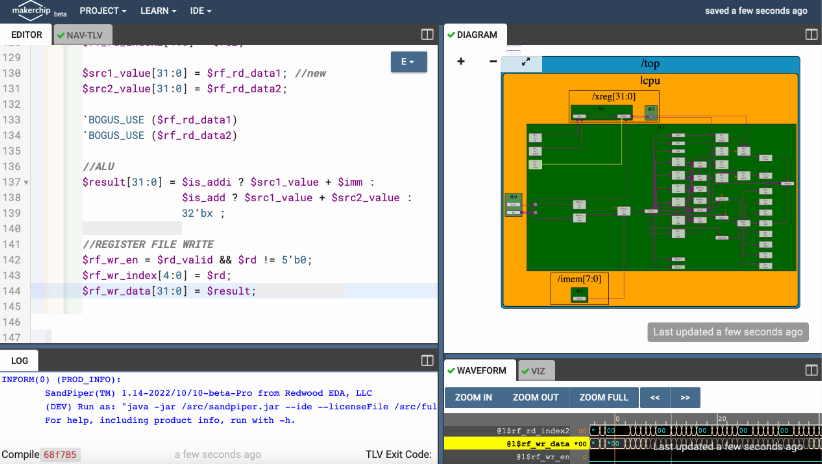 makerchip beta
PROJECT
LEARN
IDE
saved a few seconds ago
EDITOR
NAV-TLV
129
130 $src1_value[31:0] = $rf_rd_data1; //new
131 $src2_value[31:0] = $rf_rd_data2;
132
133 `BOGUS_USE ($rf_rd_data1)
134 `BOGUS_USE ($rf_rd_data2)
135
136 //ALU
137 $result[31:0] = $is_addi ? $src1_value + $imm :
138 $is_add ? $src1_value + $src2_value :
139 32'bx ;
140
141 //REGISTER FILE WRITE
142 $rf_wr_en = $rd_valid && $rd != 5'b0;
143 $rf_wr_index[4:0] = $rd;
144 $rf_wr_data[31:0] = $result;
145
146
147
E
LOG
INFORM(0) (PROD_INFO):
SandPiper(TM) 1.14-2022/10/10-beta-Pro from Redwood EDA, LLC
(DEV) Run as: "java -jar /src/sandpiper.jar --ide --licenseFile /src/ful
For help, including product info, run with -h.
Compile 68f7B5
a few seconds ago
TLV Exit Code:
DIAGRAM
+
−
/top
|cpu
/xreg[31:0]
/imem[7:0]
Last updated a few seconds ago
WAVEFORM
VIZ
ZOOM IN
ZOOM OUT
ZOOM FULL
<<
>>
0
20
@1$rf_rd_index2 00
@1$rf_wr_data *00
@1$rf_wr_en
Last updated a few seconds ago